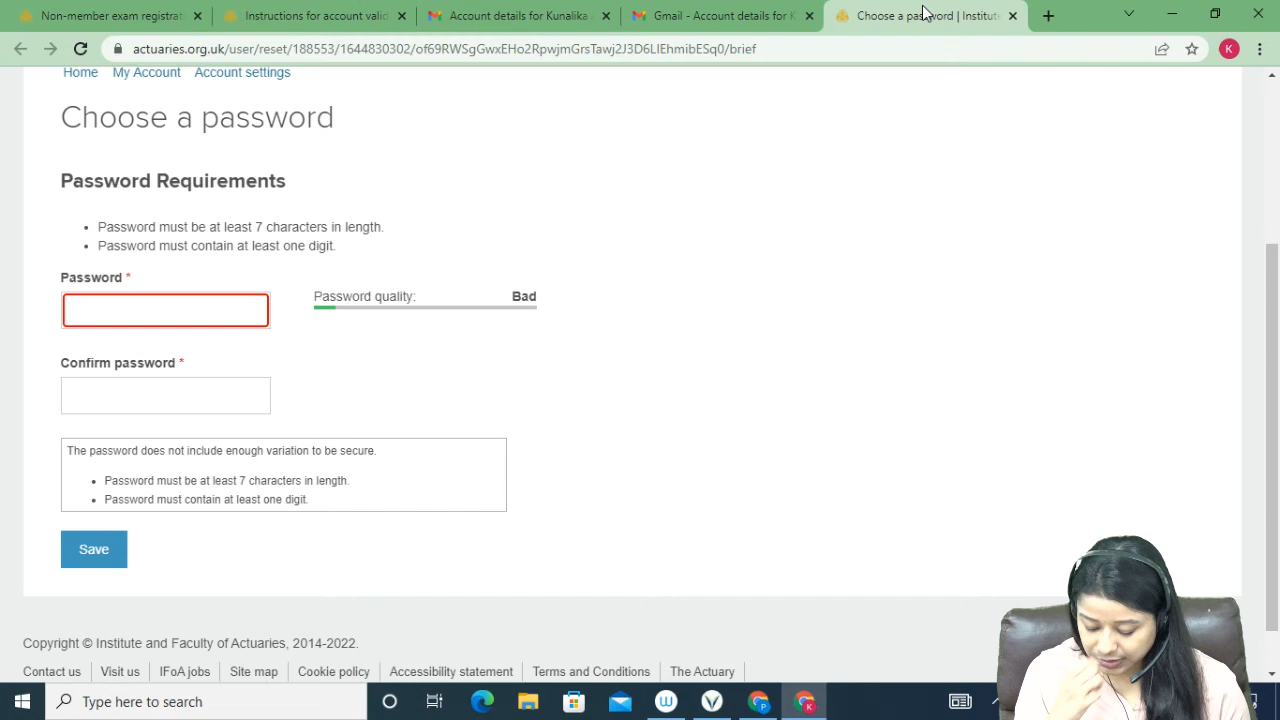 Non-member exam registrat
Instructions for account valid
Account details for Kunalika
Gmail - Account details for K
Choose a password | Institute
actuaries.org.uk/user/reset/188553/1644830302/of69RWSgGwxEHo2RpwjmGrsTawj2J3D6LlEhmibESq0/brief
K
Home My Account Account settings
Choose a password
Password Requirements
• Password must be at least 7 characters in length.
• Password must contain at least one digit.
Password *
Password quality: Bad
Confirm password *
The password does not include enough variation to be secure.
• Password must be at least 7 characters in length.
• Password must contain at least one digit.
Save
Copyright © Institute and Faculty of Actuaries, 2014-2022.
Contact us Visit us IFoA jobs Site map Cookie policy Accessibility statement Terms and Conditions The Actuary
Type here to search